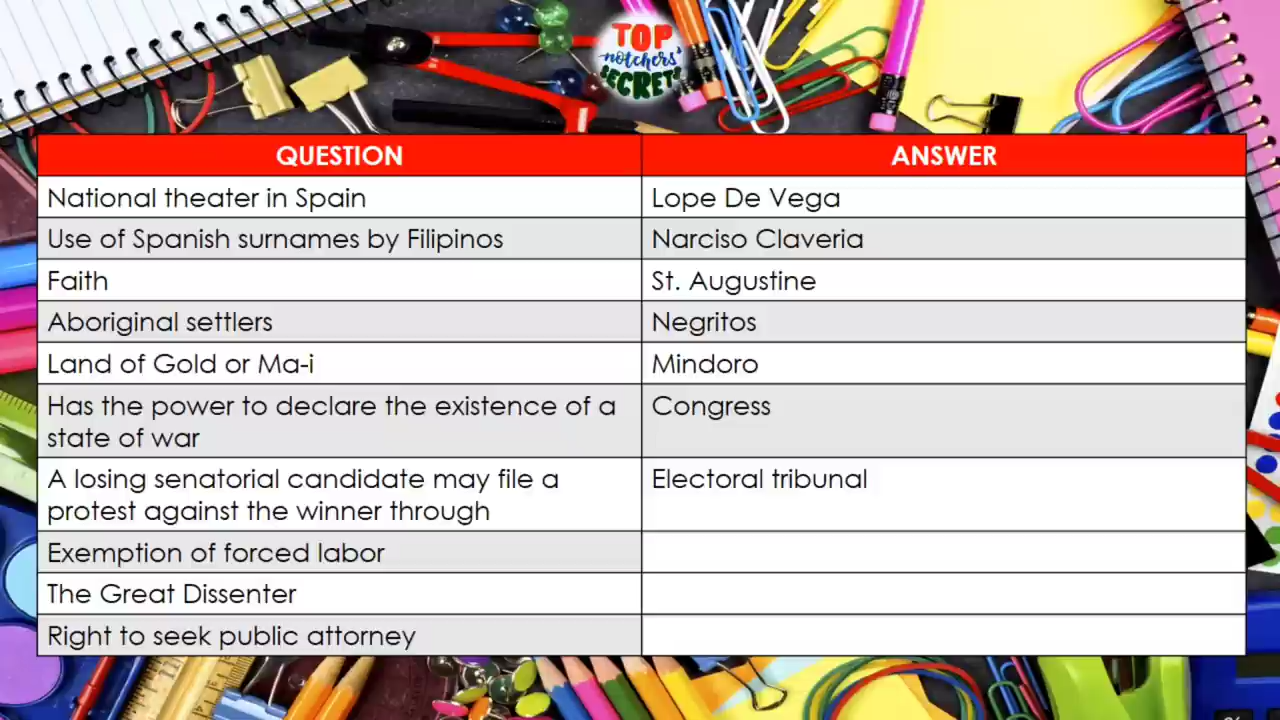 TOP
notchers'
SECRETS
QUESTION ANSWER
National theater in Spain Lope De Vega
Use of Spanish surnames by Filipinos Narciso Claveria
Faith St. Augustine
Aboriginal settlers Negritos
Land of Gold or Ma-i Mindoro
Has the power to declare the existence of a Congress
state of war
A losing senatorial candidate may file a Electoral tribunal
protest against the winner through
Exemption of forced labor
The Great Dissenter
Right to seek public attorney